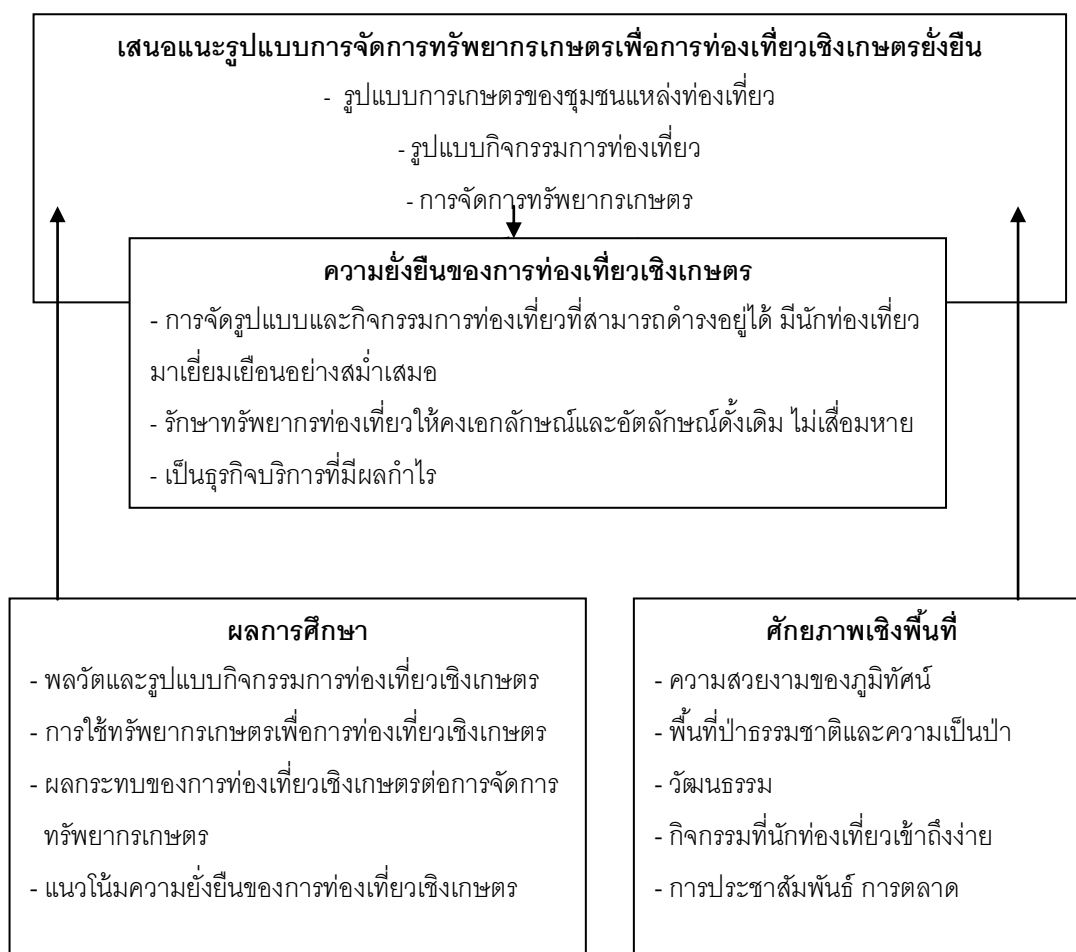 เสนอแนะรูปแบบการจัดการทรัพยากรเกษตรเพื่อการท่องเที่ยวเชิงเกษตรยั่งยืน
- รูปแบบการเกษตรของชุมชนแหล่งท่องเที่ยว
- รูปแบบกิจกรรมการท่องเที่ยว
- การจัดการทรัพยากรเกษตร
ความยั่งยืนของการท่องเที่ยวเชิงเกษตร
- การจัดรูปแบบและกิจกรรมการท่องเที่ยวที่สามารถดำรงอยู่ได้ มีนักท่องเที่ยว
มาเยี่ยมเยือนอย่างสม่ำเสมอ
- รักษาทรัพยากรท่องเที่ยวให้คงเอกลักษณ์และอัตลักษณ์ดั้งเดิม ไม่เสื่อมหาย
- เป็นธุรกิจบริการที่มีผลกำไร
ผลการศึกษา
- พลวัตและรูปแบบกิจกรรมการท่องเที่ยวเชิงเกษตร
- การใช้ทรัพยากรเกษตรเพื่อการท่องเที่ยวเชิงเกษตร
- ผลกระทบของการท่องเที่ยวเชิงเกษตรต่อการจัดการ
ทรัพยากรเกษตร
- แนวโน้มความยั่งยืนของการท่องเที่ยวเชิงเกษตร
ศักยภาพเชิงพื้นที่
- ความสวยงามของภูมิทัศน์
- พื้นที่ป่าธรรมชาติและความเป็นป่า
- วัฒนธรรม
- กิจกรรมที่นักท่องเที่ยวเข้าถึงง่าย
- การประชาสัมพันธ์ การตลาด